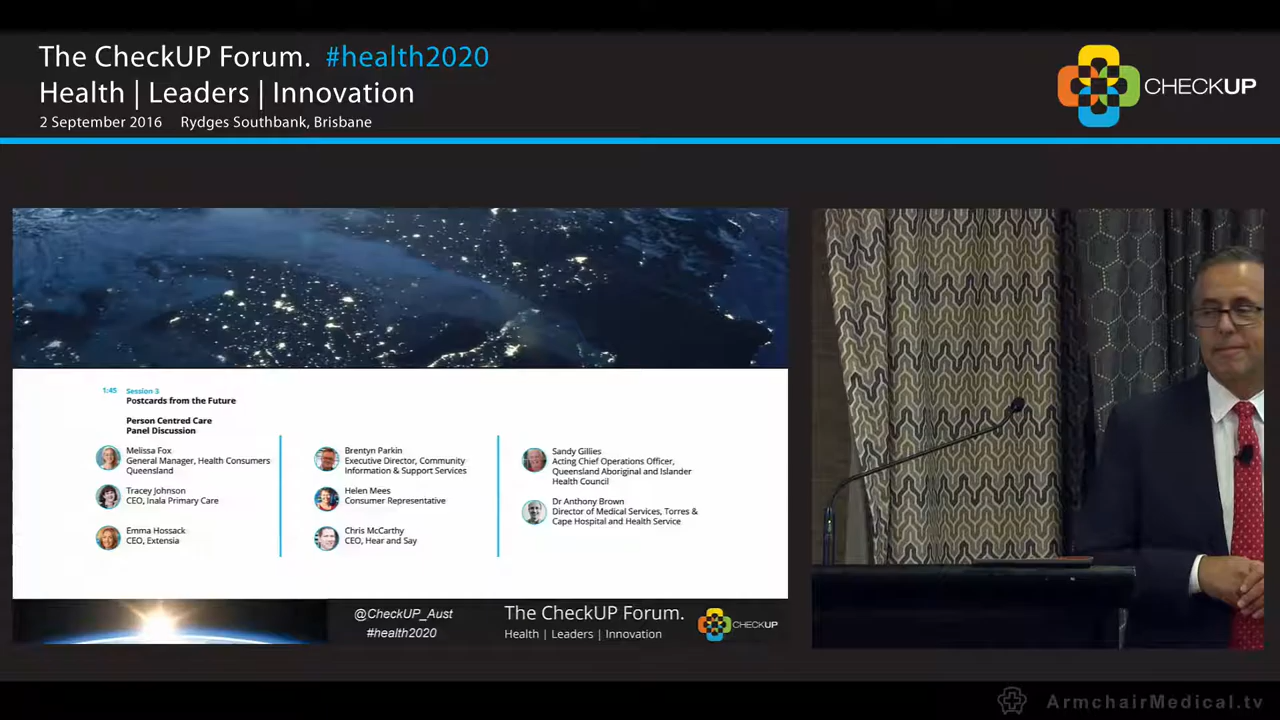 The CheckUP Forum. #health2020
Health | Leaders | Innovation
2 September 2016 Rydges Southbank, Brisbane
CHECKUP
1:45 Session 3
Postcards from the Future
Person Centred Care
Panel Discussion
Melissa Fox
General Manager, Health Consumers
Queensland
Tracey Johnson
CEO, Inala Primary Care
Emma Hossack
CEO, Extensia
Brentyn Parkin
Executive Director, Community
Information & Support Services
Helen Mees
Consumer Representative
Chris McCarthy
CEO, Hear and Say
Sandy Gillies
Acting Chief Operations Officer,
Queensland Aboriginal and Islander
Health Council
Dr Anthony Brown
Director of Medical Services, Torres &
Cape Hospital and Health Service
@CheckUP_Aust
#health2020
The CheckUP Forum.
Health | Leaders | Innovation
CHECKUP
ArmchairMedical.tv